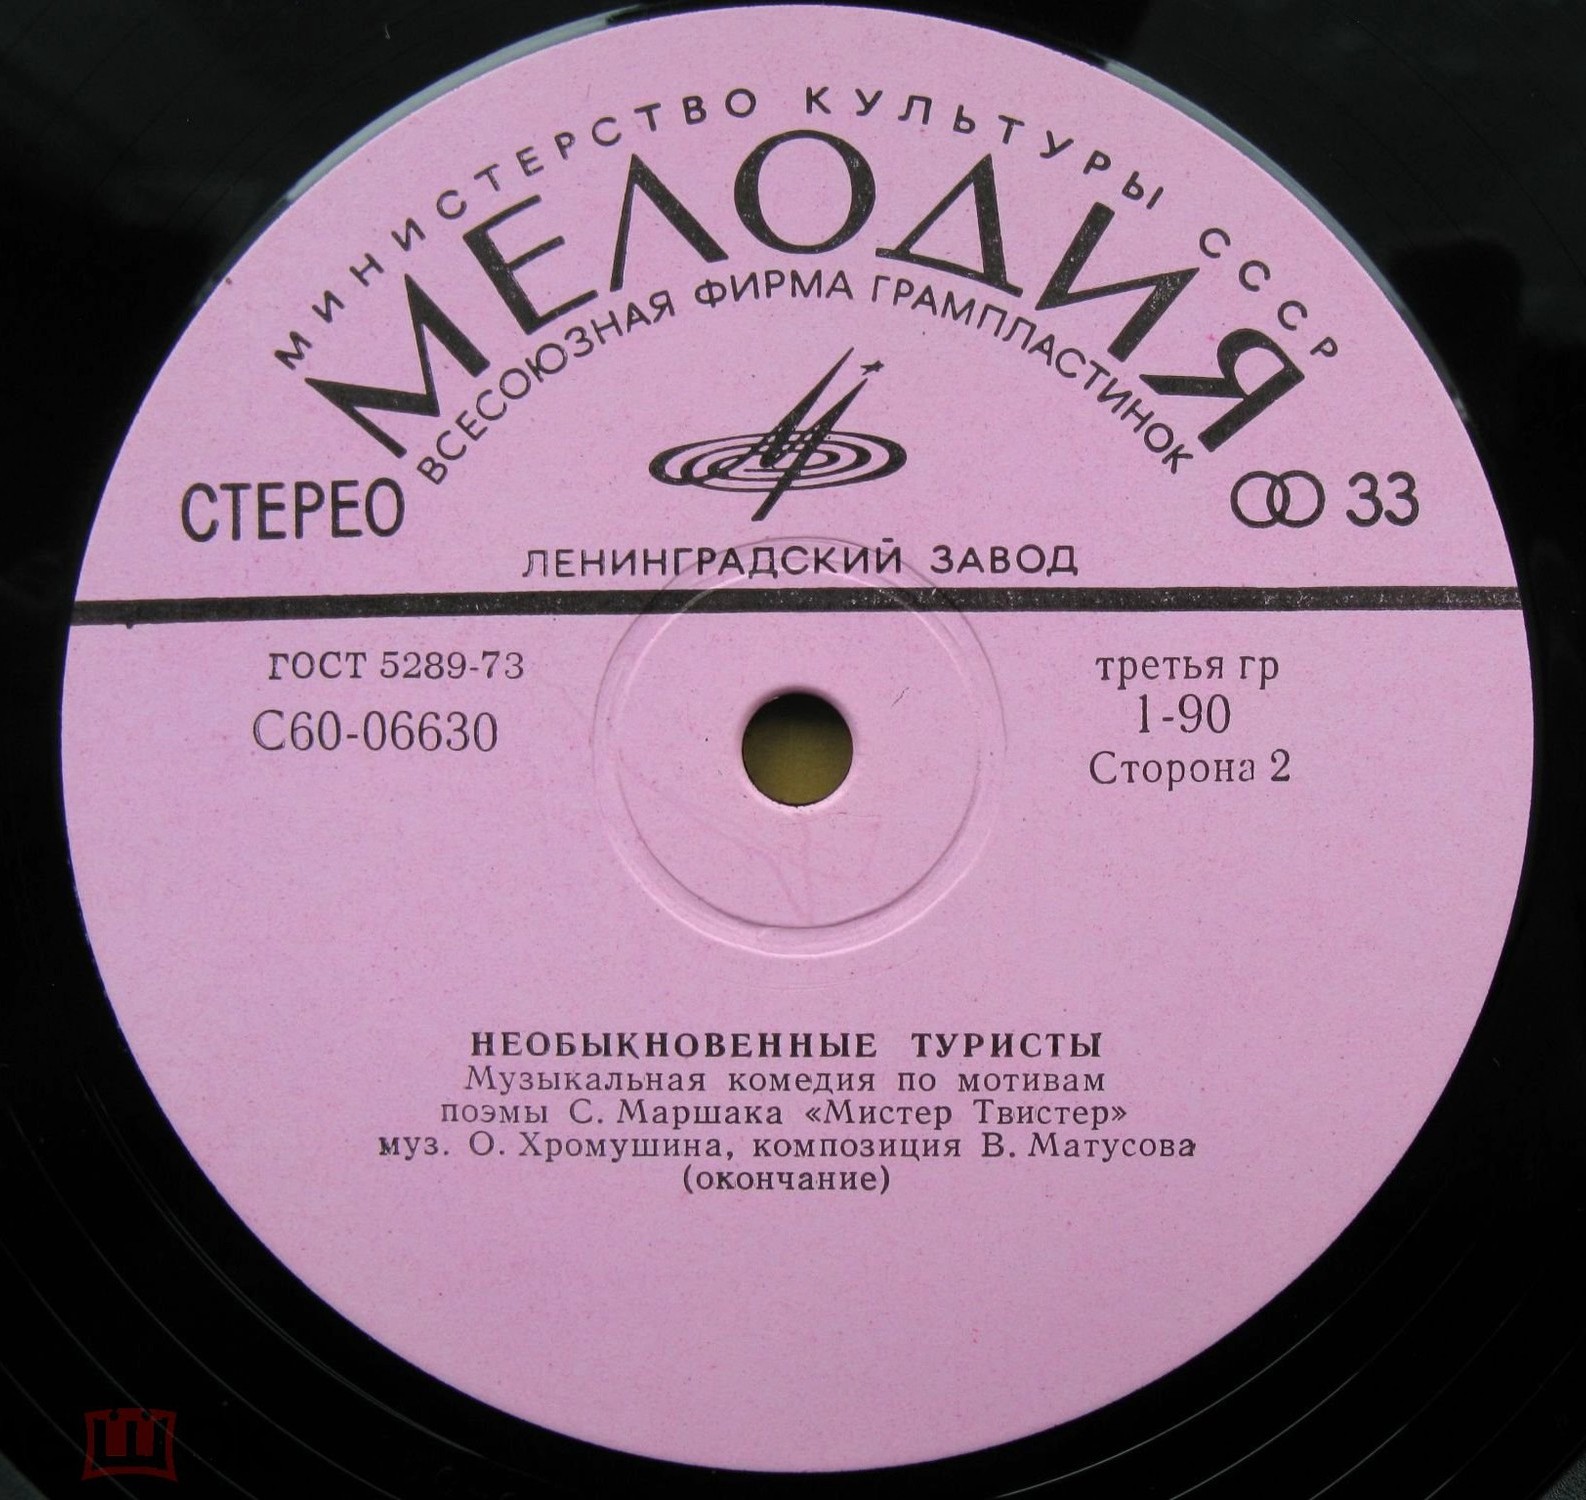 МИНИСТЕРСТВО КУЛЬТУРЫ СССР
МЕЛОДИЯ
ВСЕСОЮЗНАЯ ФИРМА ГРАМПЛАСТИНОК
СТЕРЕО
33
ЛЕНИНГРАДСКИЙ ЗАВОД
ГОСТ 5289-73
С60-06630
третья гр
1-90
Сторона 2
НЕОБЫКНОВЕННЫЕ ТУРИСТЫ
Музыкальная комедия по мотивам
поэмы С. Маршака «Мистер Твистер»
муз. О. Хромушина, композиция В. Матусова
(окончание)